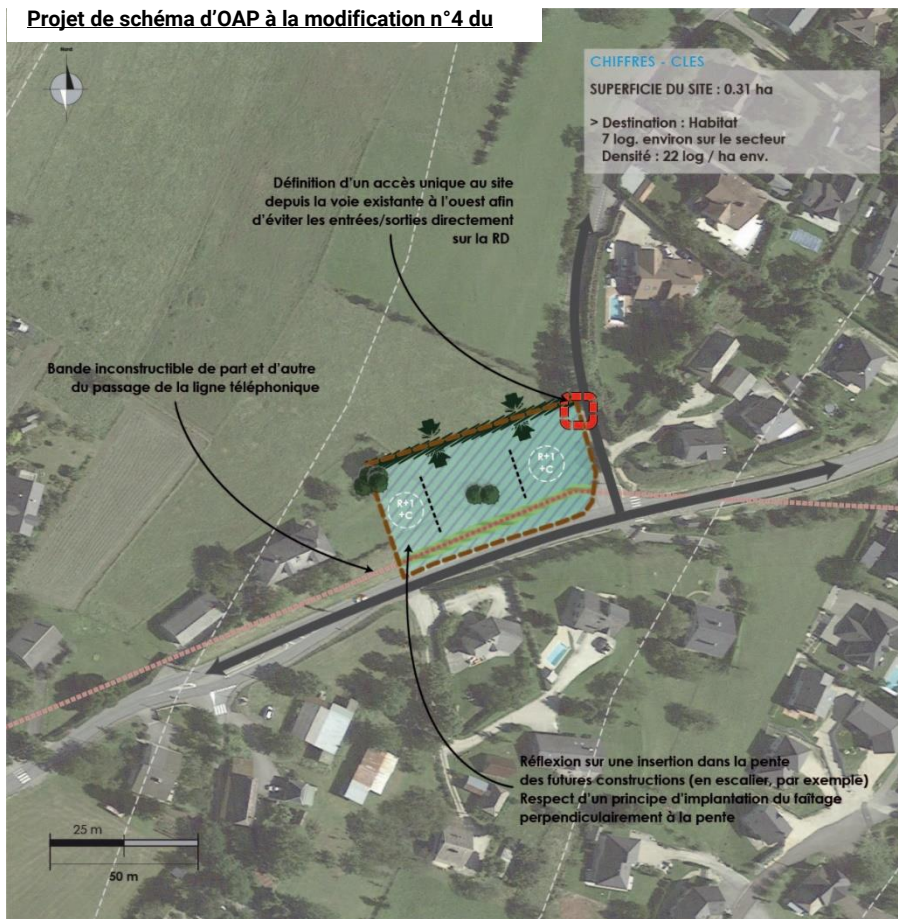 Projet de schéma d'OAP à la modification n°4 du
Nord
CHIFFRES - CLES
SUPERFICIE DU SITE : 0.31 ha
> Destination : Habitat
7 log. environ sur le secteur
Densité : 22 log / ha env.
Définition d'un accès unique au site
depuis la voie existante à l'ouest afin
d'éviter les entrées/sorties directement
sur la RD
Bande inconstructible de part et d'autre
du passage de la ligne téléphonique
R+1
+C
R+1
+C
Réflexion sur une insertion dans la pente
des futures constructions (en escalier, par exemple)
Respect d'un principe d'implantation du faîtage
perpendiculairement à la pente
25 m
50 m